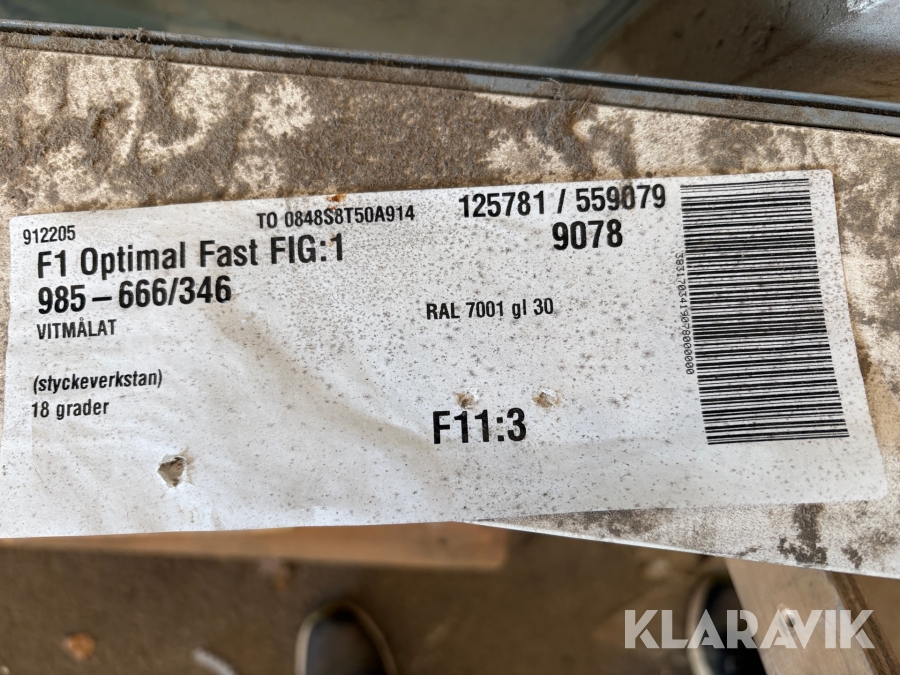 912205
TO 0848S8T50A914
125781 / 559079
F1 Optimal Fast FIG:1
9078
985-666/346
VITMÅLAT
RAL 7001 gl 30
(styckeverkstan)
18 grader
F11:3
3831703419078000000
KLARAVIK